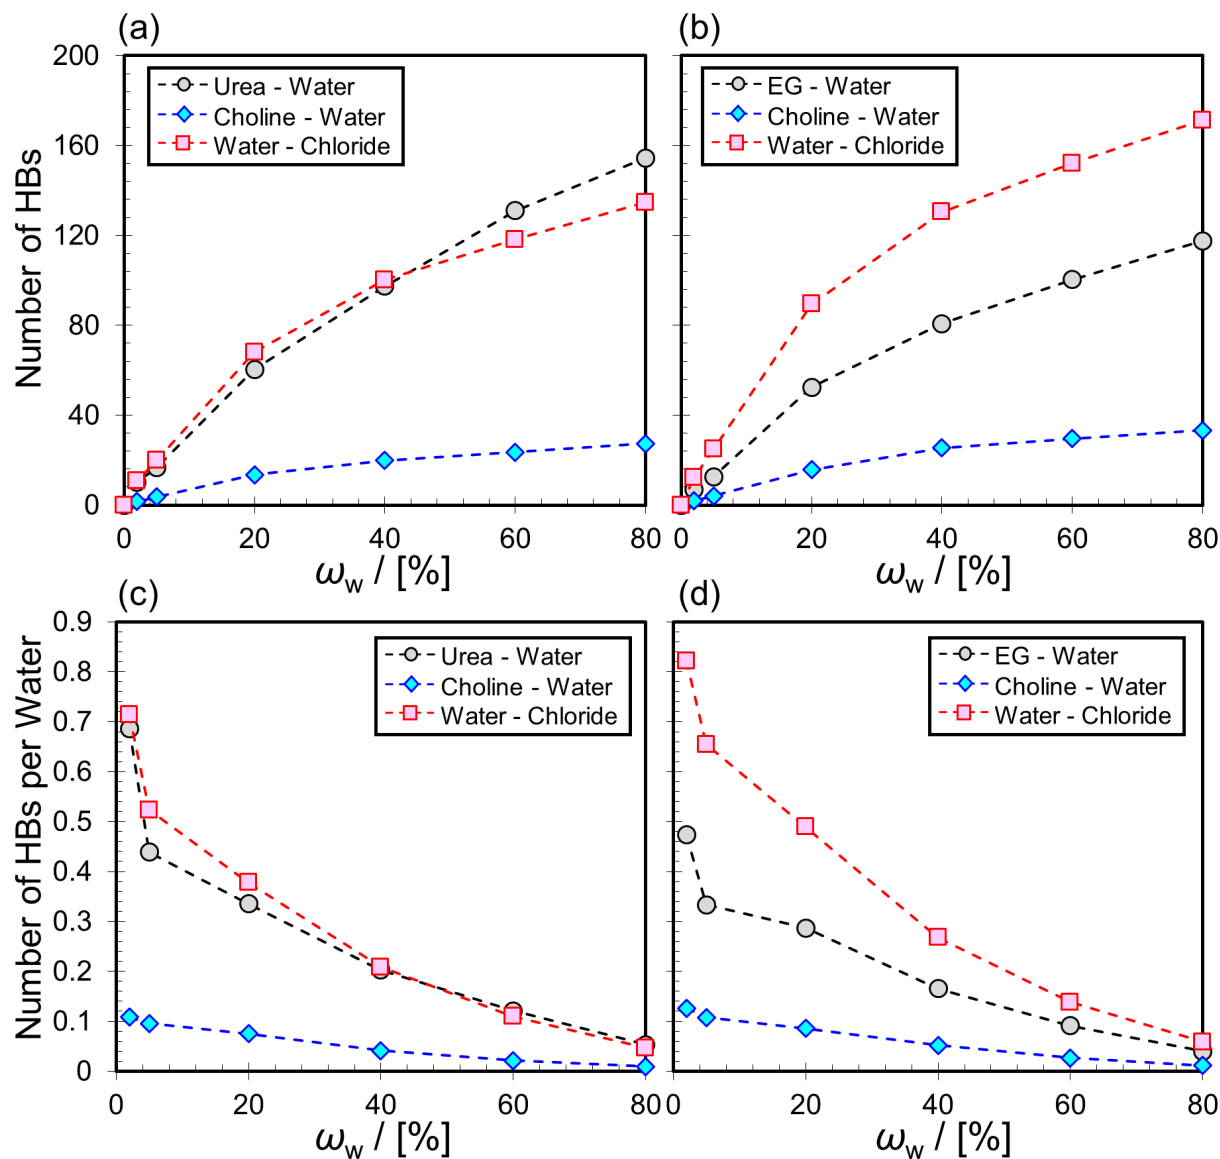 (a)
(b)
Number of HBs
200
160
120
80
40
0
Urea - Water
Choline - Water
Water - Chloride
EG - Water
Choline - Water
Water - Chloride
0 20 40 60 80
0 20 40 60 80
ω_w / [%]
ω_w / [%]
(c)
(d)
Number of HBs per Water
0.9
0.8
0.7
0.6
0.5
0.4
0.3
0.2
0.1
0
Urea - Water
Choline - Water
Water - Chloride
EG - Water
Choline - Water
Water - Chloride
0 20 40 60 80
0 20 40 60 80
ω_w / [%]
ω_w / [%]